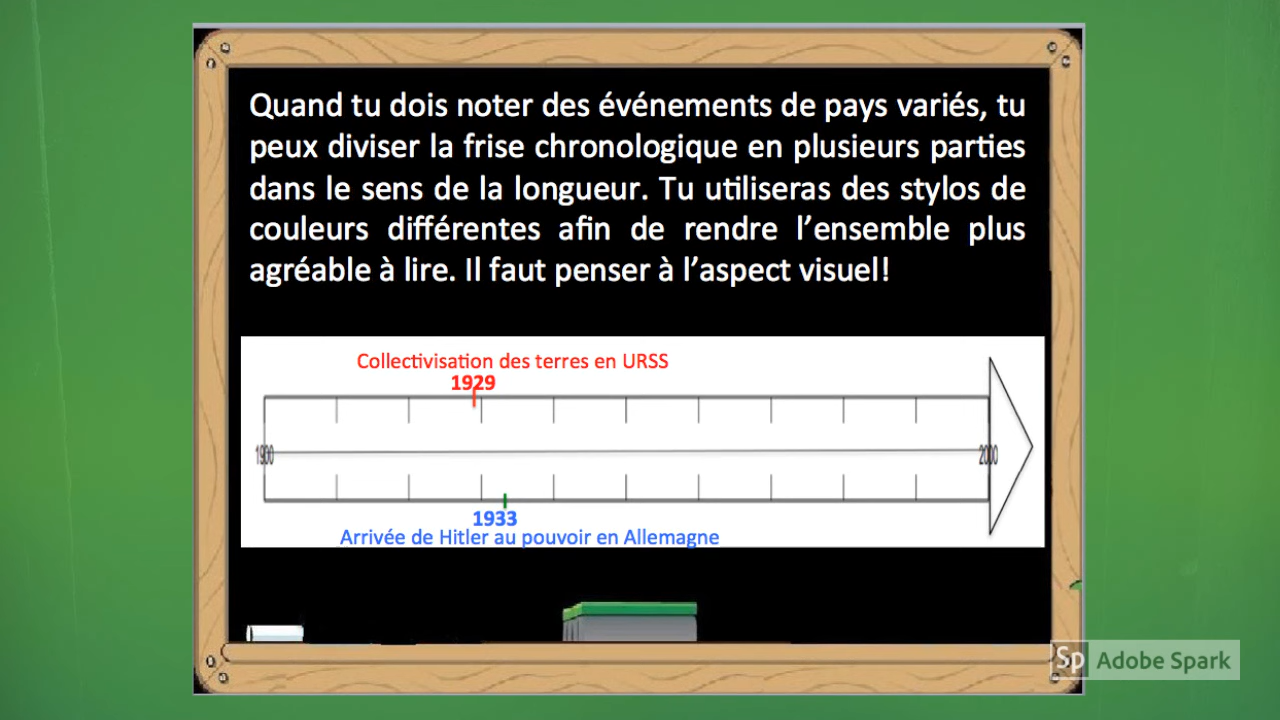 Quand tu dois noter des événements de pays variés, tu
peux diviser la frise chronologique en plusieurs parties
dans le sens de la longueur. Tu utiliseras des stylos de
couleurs différentes afin de rendre l’ensemble plus
agréable à lire. Il faut penser à l’aspect visuel!
Collectivisation des terres en URSS
1929
1900
2000
1933
Arrivée de Hitler au pouvoir en Allemagne
Sp Adobe Spark